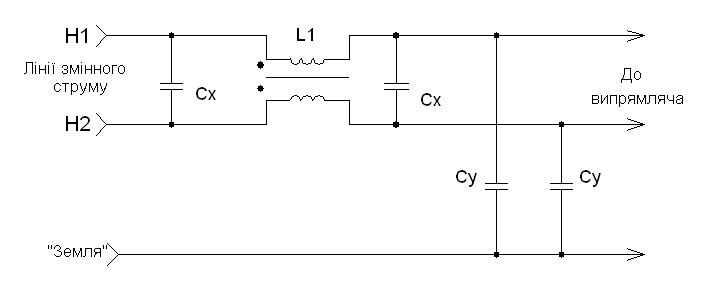 H1
L1
Лінії змінного
струму
Cx
Cx
До
випрямляча
H2
Cy
Cy
"Земля"